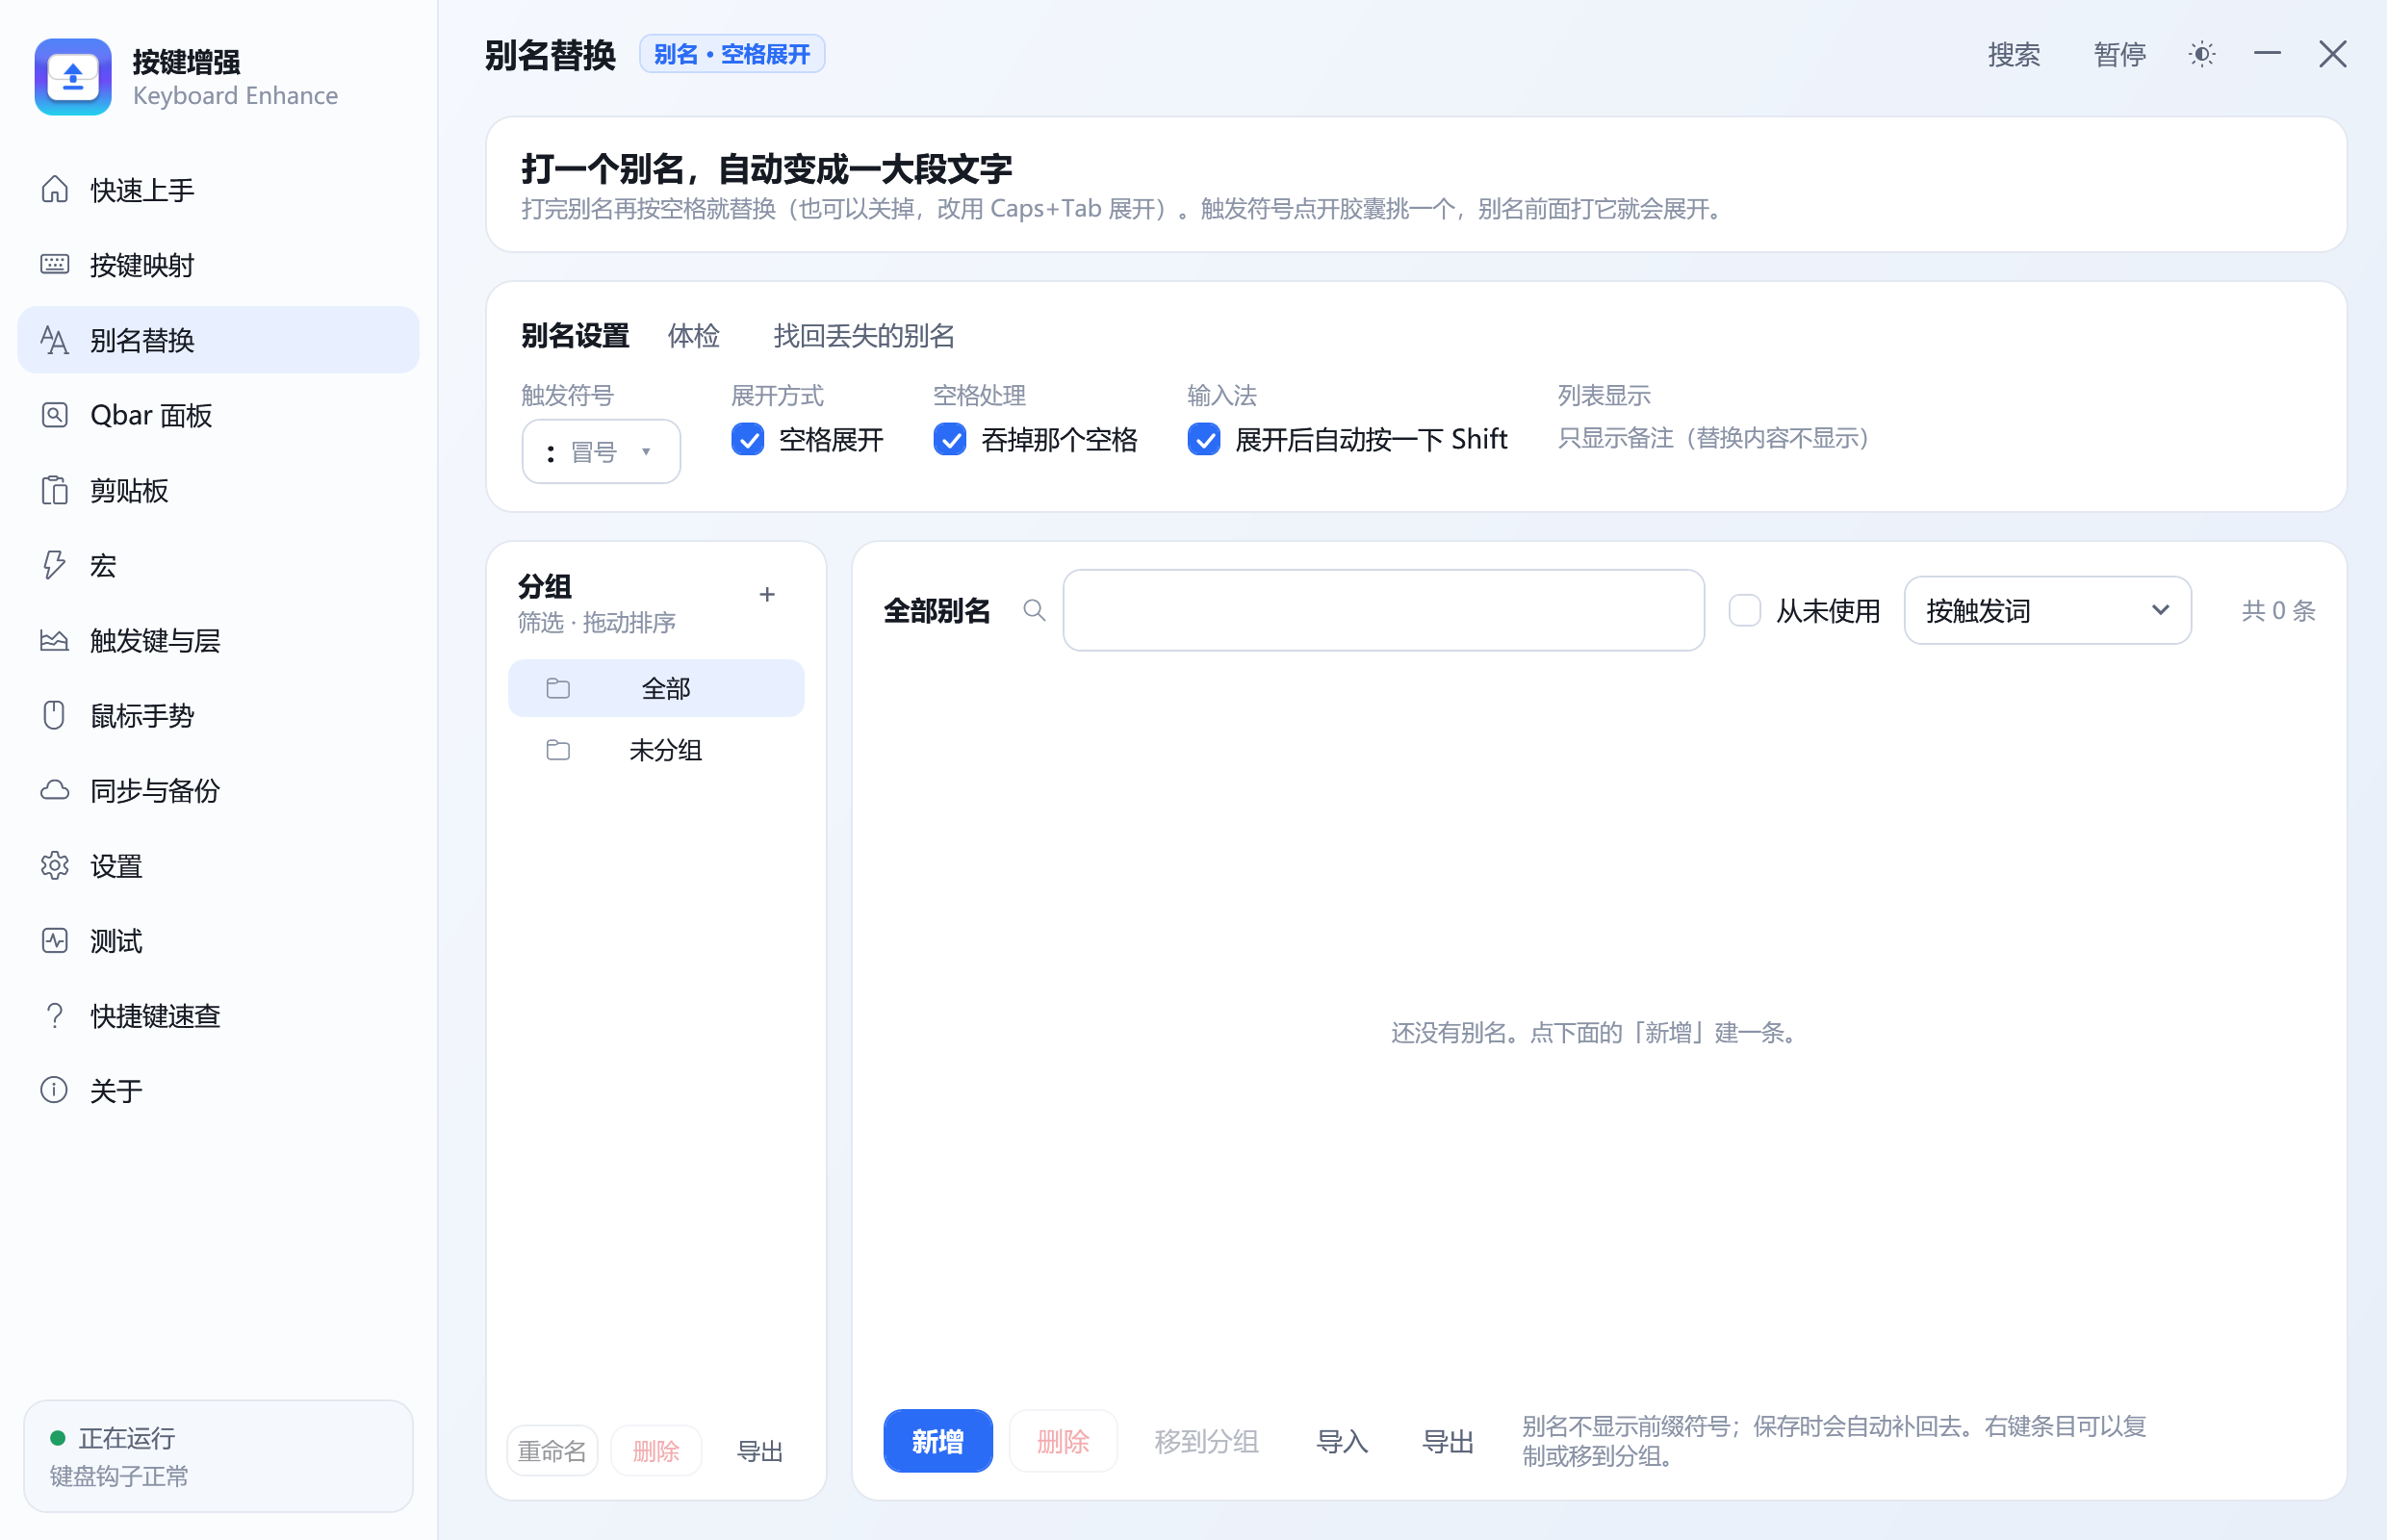 按键增强
Keyboard Enhance
快速上手
按键映射
别名替换
Qbar 面板
剪贴板
宏
触发键与层
鼠标手势
同步与备份
设置
测试
快捷键速查
关于
正在运行
键盘钩子正常
别名替换
别名・空格展开
搜索
暂停
打一个别名，自动变成一大段文字
打完别名再按空格就替换（也可以关掉，改用 Caps+Tab 展开）。触发符号点开胶囊挑一个，别名前面打它就会展开。
别名设置
体检
找回丢失的别名
触发符号
展开方式
空格处理
输入法
列表显示
: 冒号
空格展开
吞掉那个空格
展开后自动按一下 Shift
只显示备注（替换内容不显示）
分组
+
筛选 · 拖动排序
全部
未分组
重命名
删除
导出
全部别名
从未使用
按触发词
共 0 条
还没有别名。点下面的「新增」建一条。
新增
删除
移到分组
导入
导出
别名不显示前缀符号；保存时会自动补回去。右键条目可以复
制或移到分组。